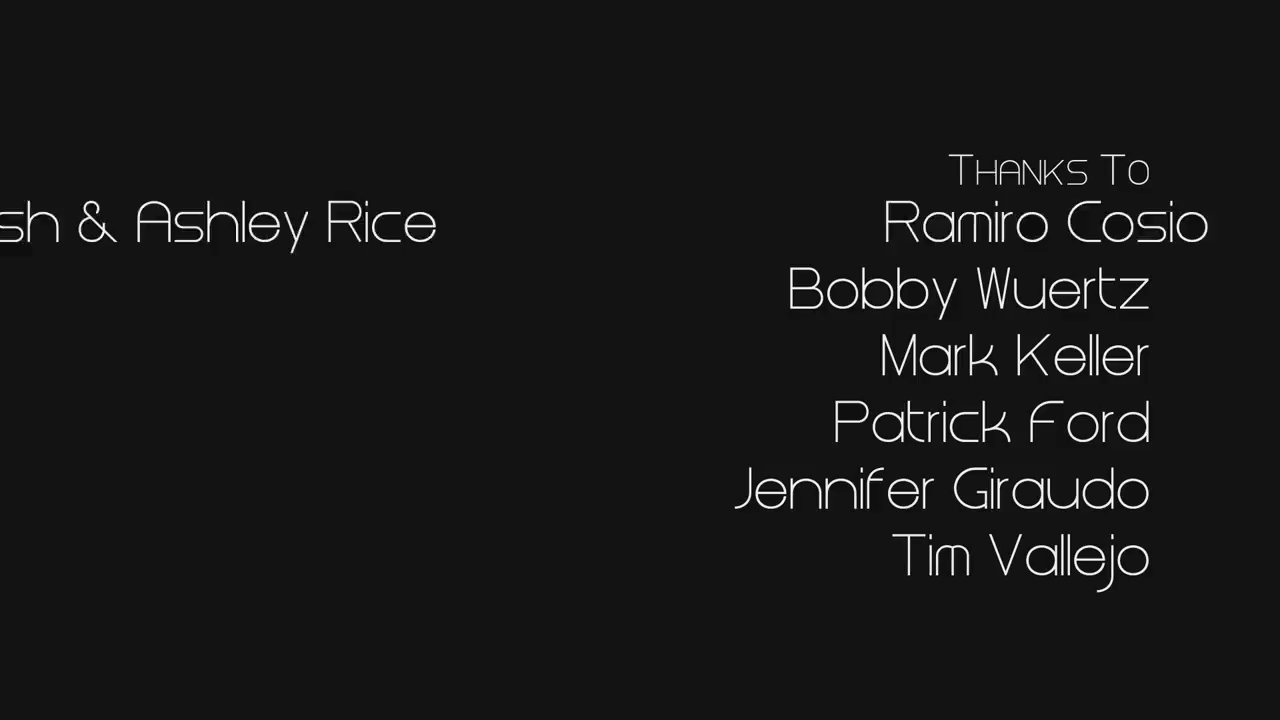 Thanks To
sh & Ashley Rice
Ramiro Cosio
Bobby Wuertz
Mark Keller
Patrick Ford
Jennifer Giraudo
Tim Vallejo